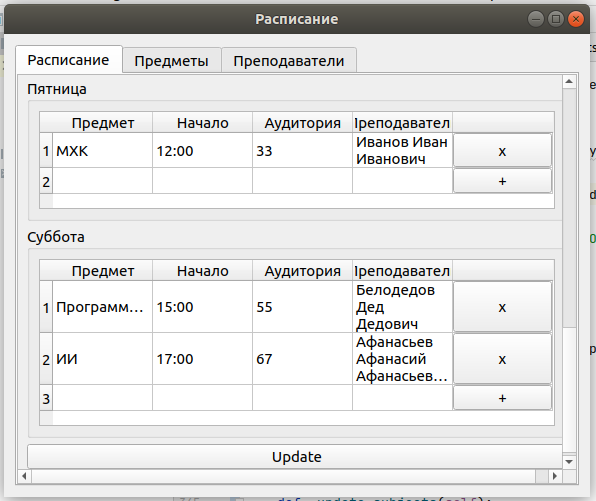 Расписание
Расписание Предметы Преподаватели
Пятница
Предмет Начало Аудитория Іреподавател
1 МХК 12:00 33 Иванов Иван Иванович x
2 +
Суббота
Предмет Начало Аудитория Іреподавател
1 Программ... 15:00 55 Белодедов Дед Дедович x
2 ИИ 17:00 67 Афанасьев Афанасий Афанасьев... x
3 +
Update